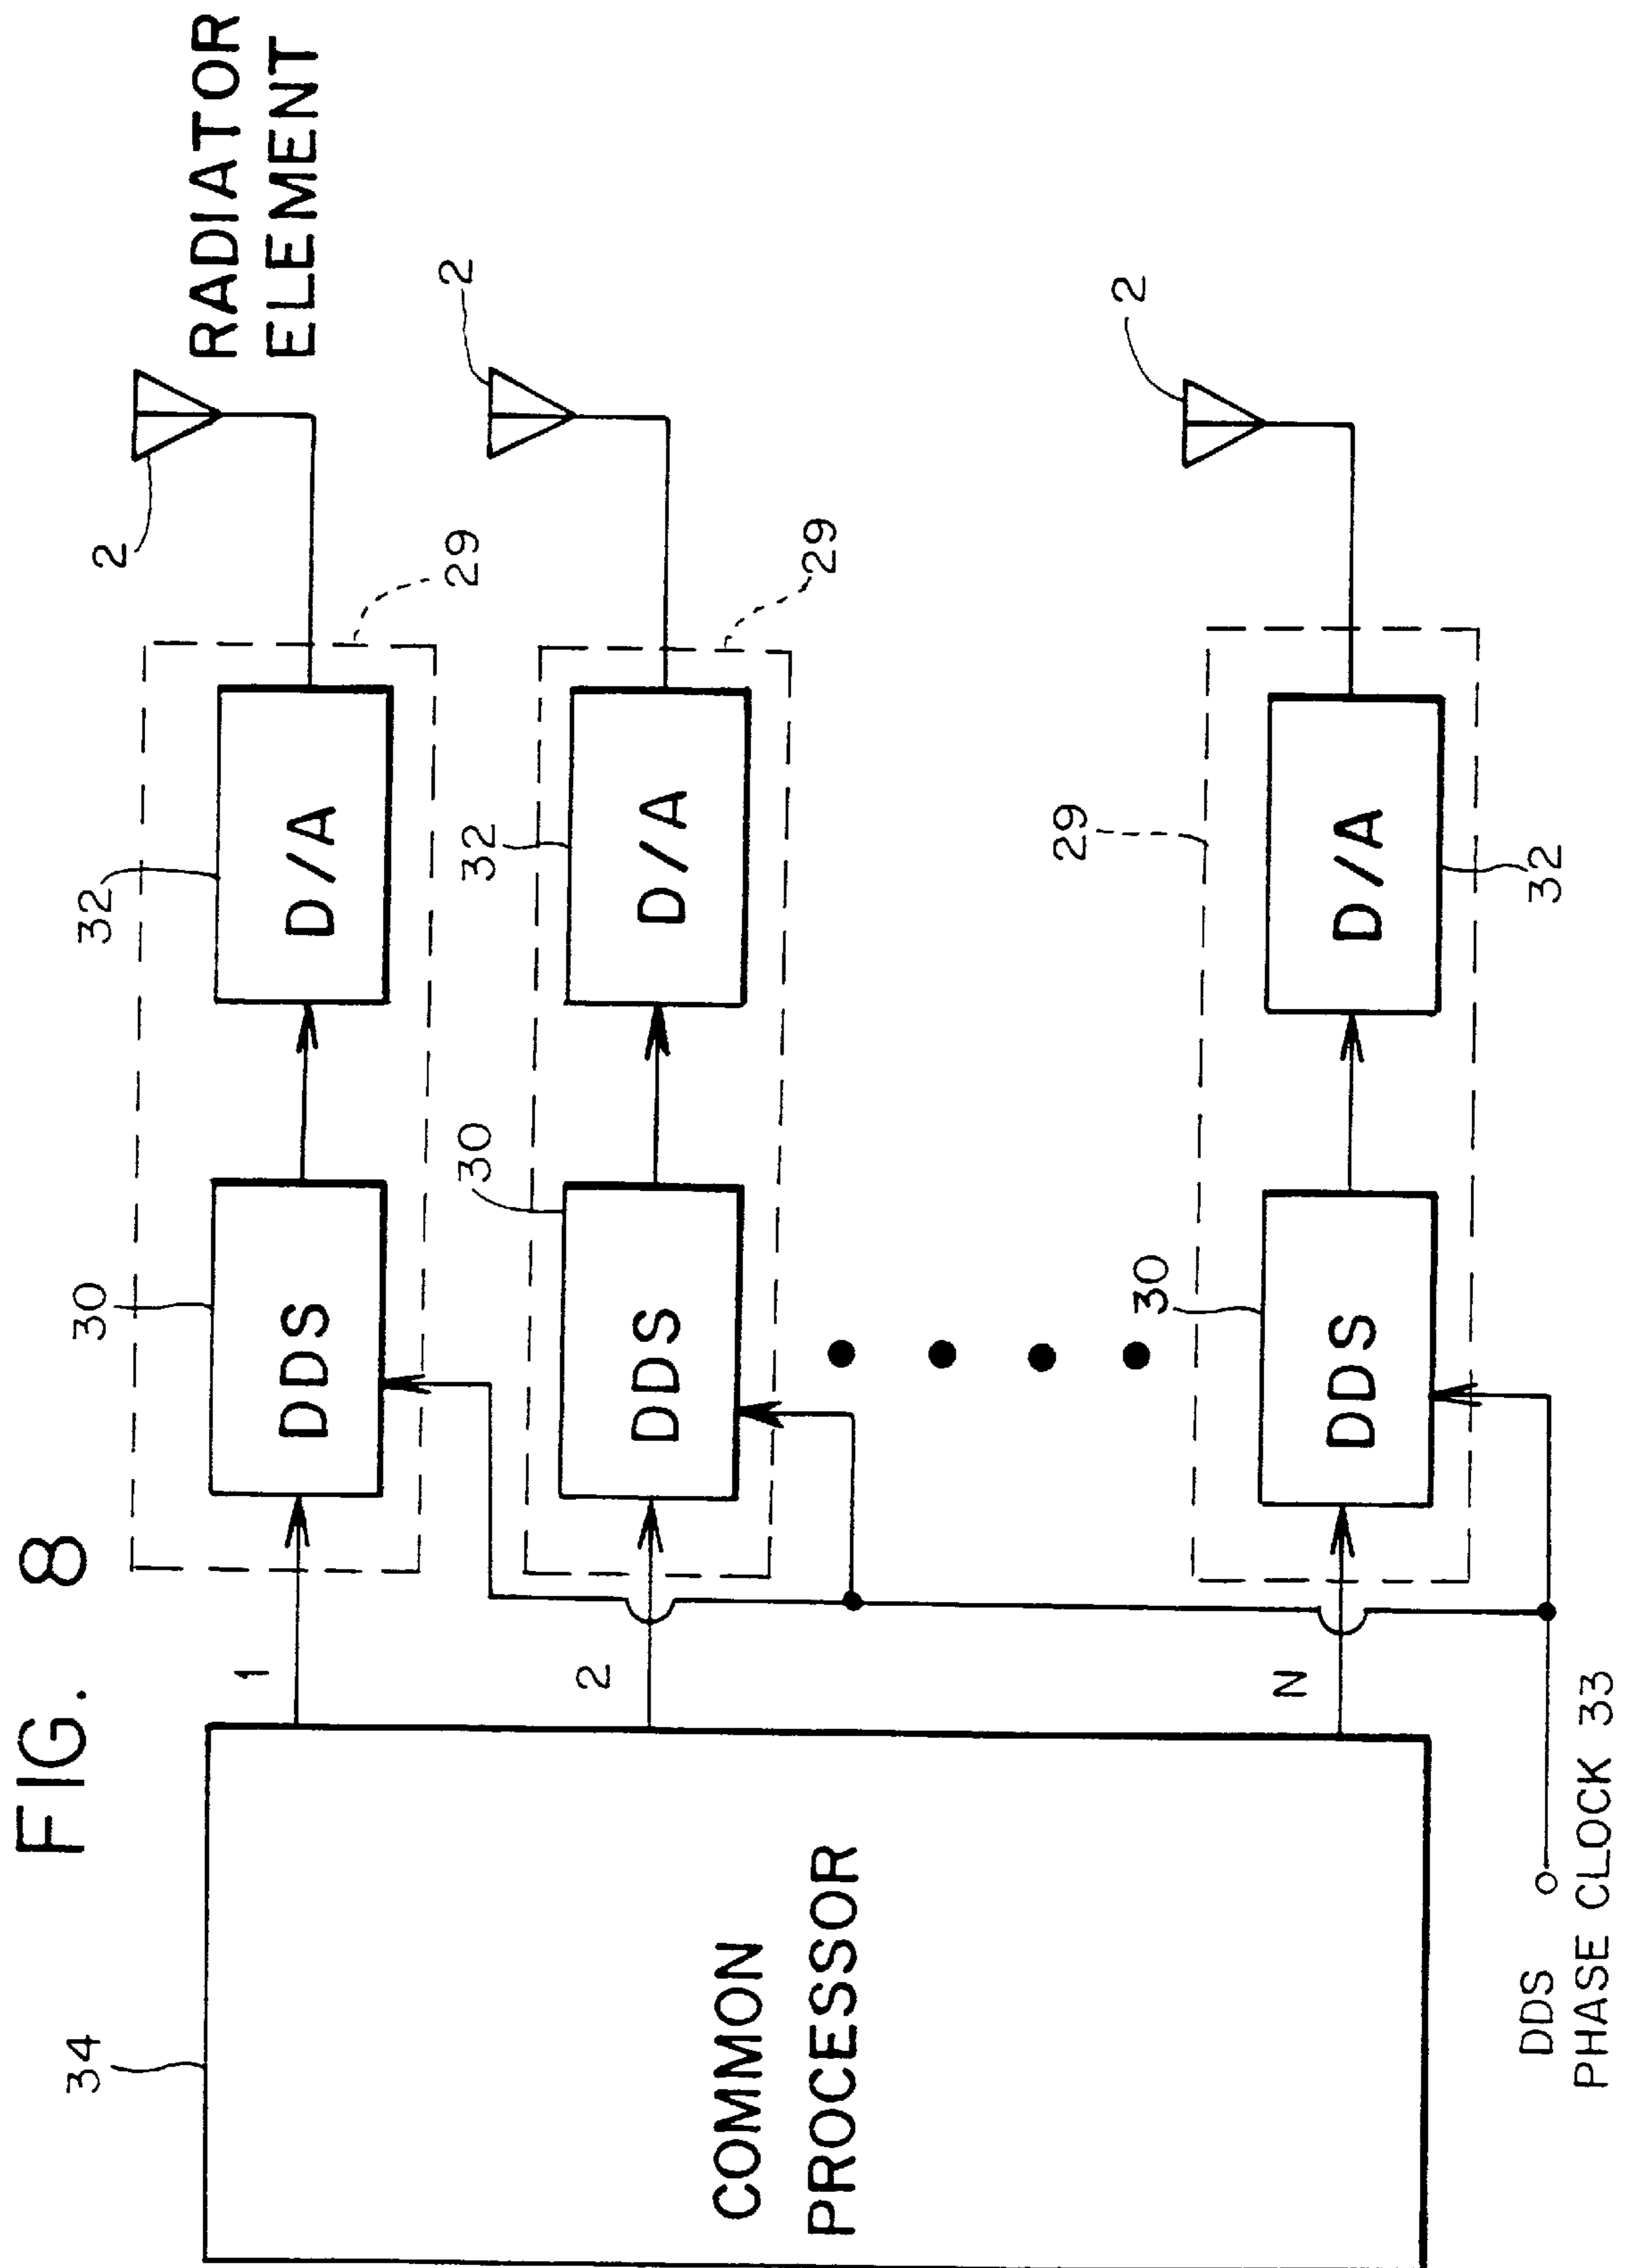 FIG. 8
RADIATOR
ELEMENT
2
32
30
29
DDS
D/A
1
34
2
30
32
29
DDS
D/A
2
COMMON
PROCESSOR
2
29
30
DDS
D/A
N
32
DDS
PHASE CLOCK 33